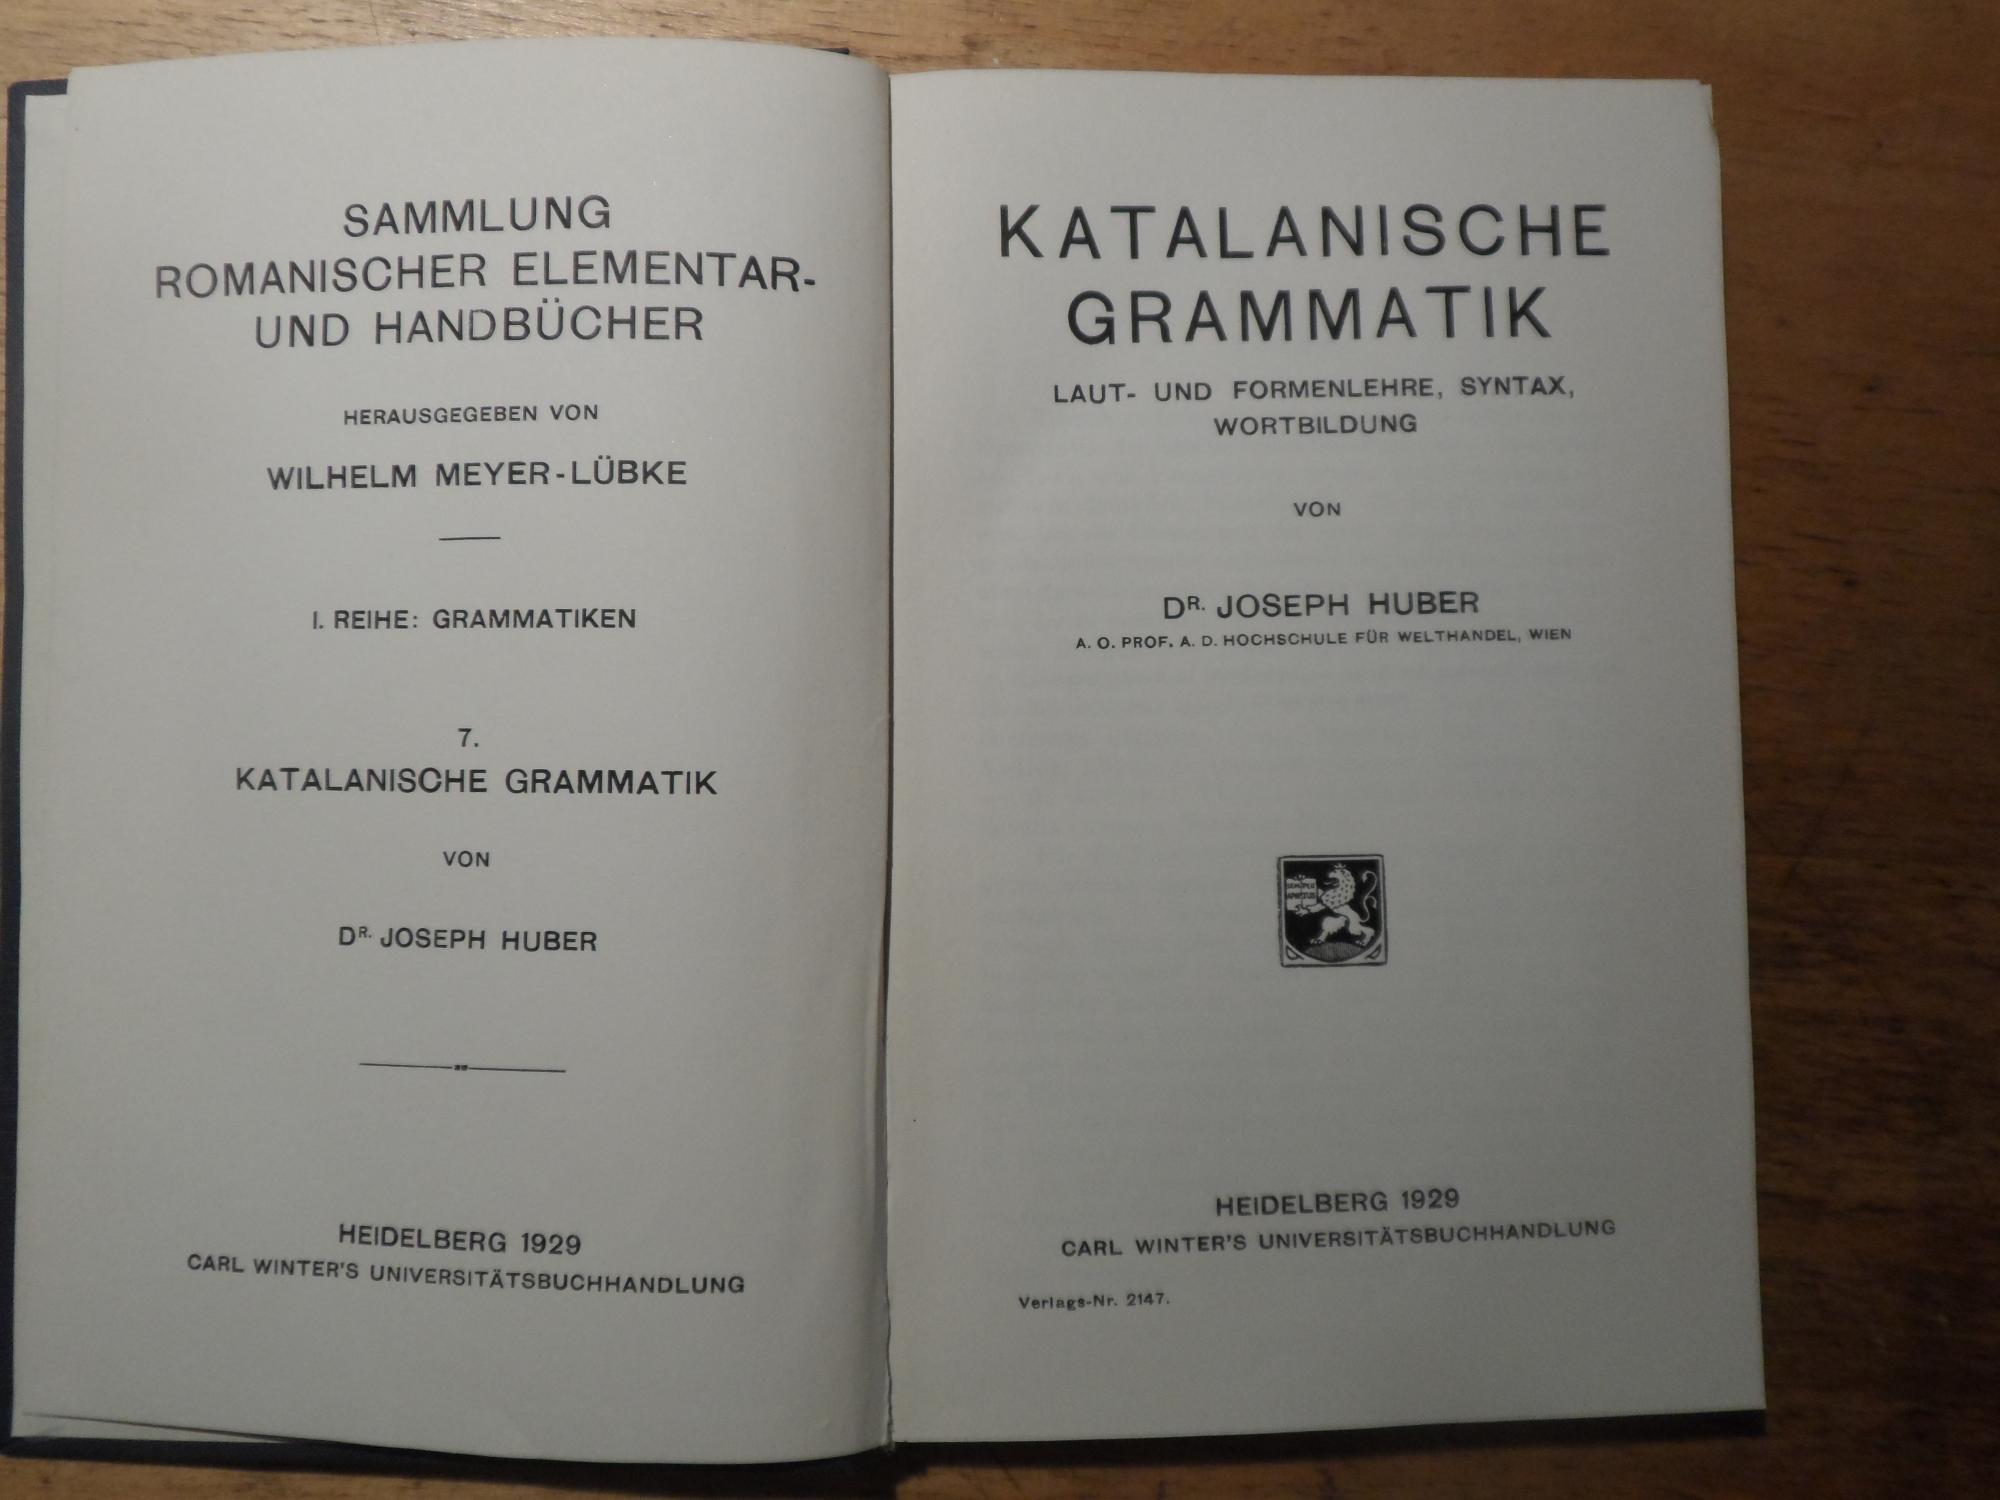 SAMMLUNG
ROMANISCHER ELEMENTAR-
UND HANDBÜCHER
HERAUSGEGEBEN VON
WILHELM MEYER-LÜBKE
I. REIHE: GRAMMATIKEN
7.
KATALANISCHE GRAMMATIK
VON
DR. JOSEPH HUBER
HEIDELBERG 1929
CARL WINTER'S UNIVERSITÄTSBUCHHANDLUNG
KATALANISCHE
GRAMMATIK
LAUT- UND FORMENLEHRE, SYNTAX,
WORTBILDUNG
VON
DR. JOSEPH HUBER
A. O. PROF. A. D. HOCHSCHULE FÜR WELTHANDEL, WIEN
SEMPER
APERTUS
HEIDELBERG 1929
CARL WINTER'S UNIVERSITÄTSBUCHHANDLUNG
Verlags-Nr. 2147.